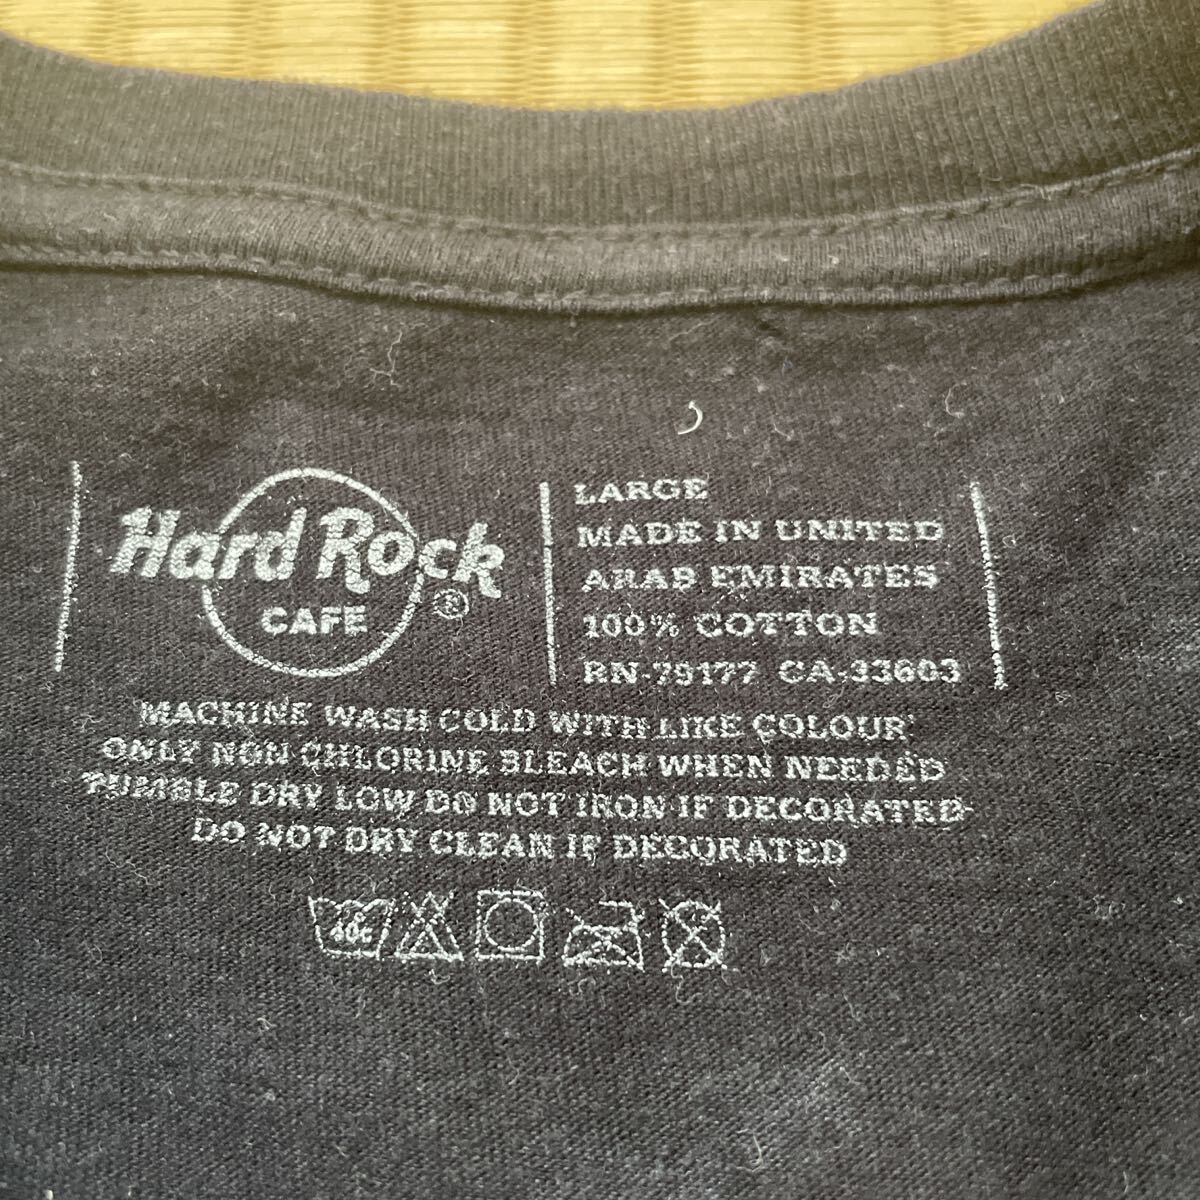 Hard Rock
CAFE
®
LARGE
MADE IN UNITED
ARAB EMIRATES
100% COTTON
RN-79177 CA-33603
MACHINE WASH COLD WITH LIKE COLOUR
ONLY NON CHLORINE BLEACH WHEN NEEDED
TUMBLE DRY LOW DO NOT IRON IF DECORATED
DO NOT DRY CLEAN IF DECORATED
40c